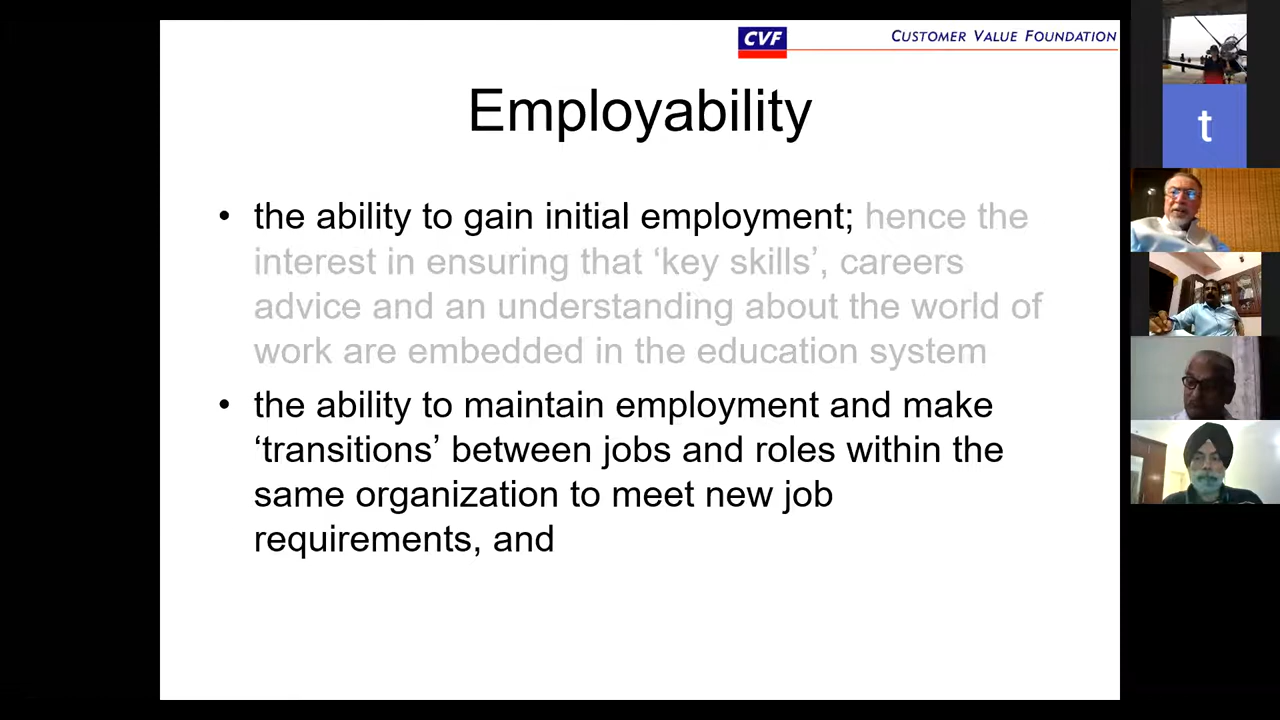 CVF
CUSTOMER VALUE FOUNDATION
Employability
• the ability to gain initial employment; hence the
interest in ensuring that ‘key skills’, careers
advice and an understanding about the world of
work are embedded in the education system
• the ability to maintain employment and make
‘transitions’ between jobs and roles within the
same organization to meet new job
requirements, and
t